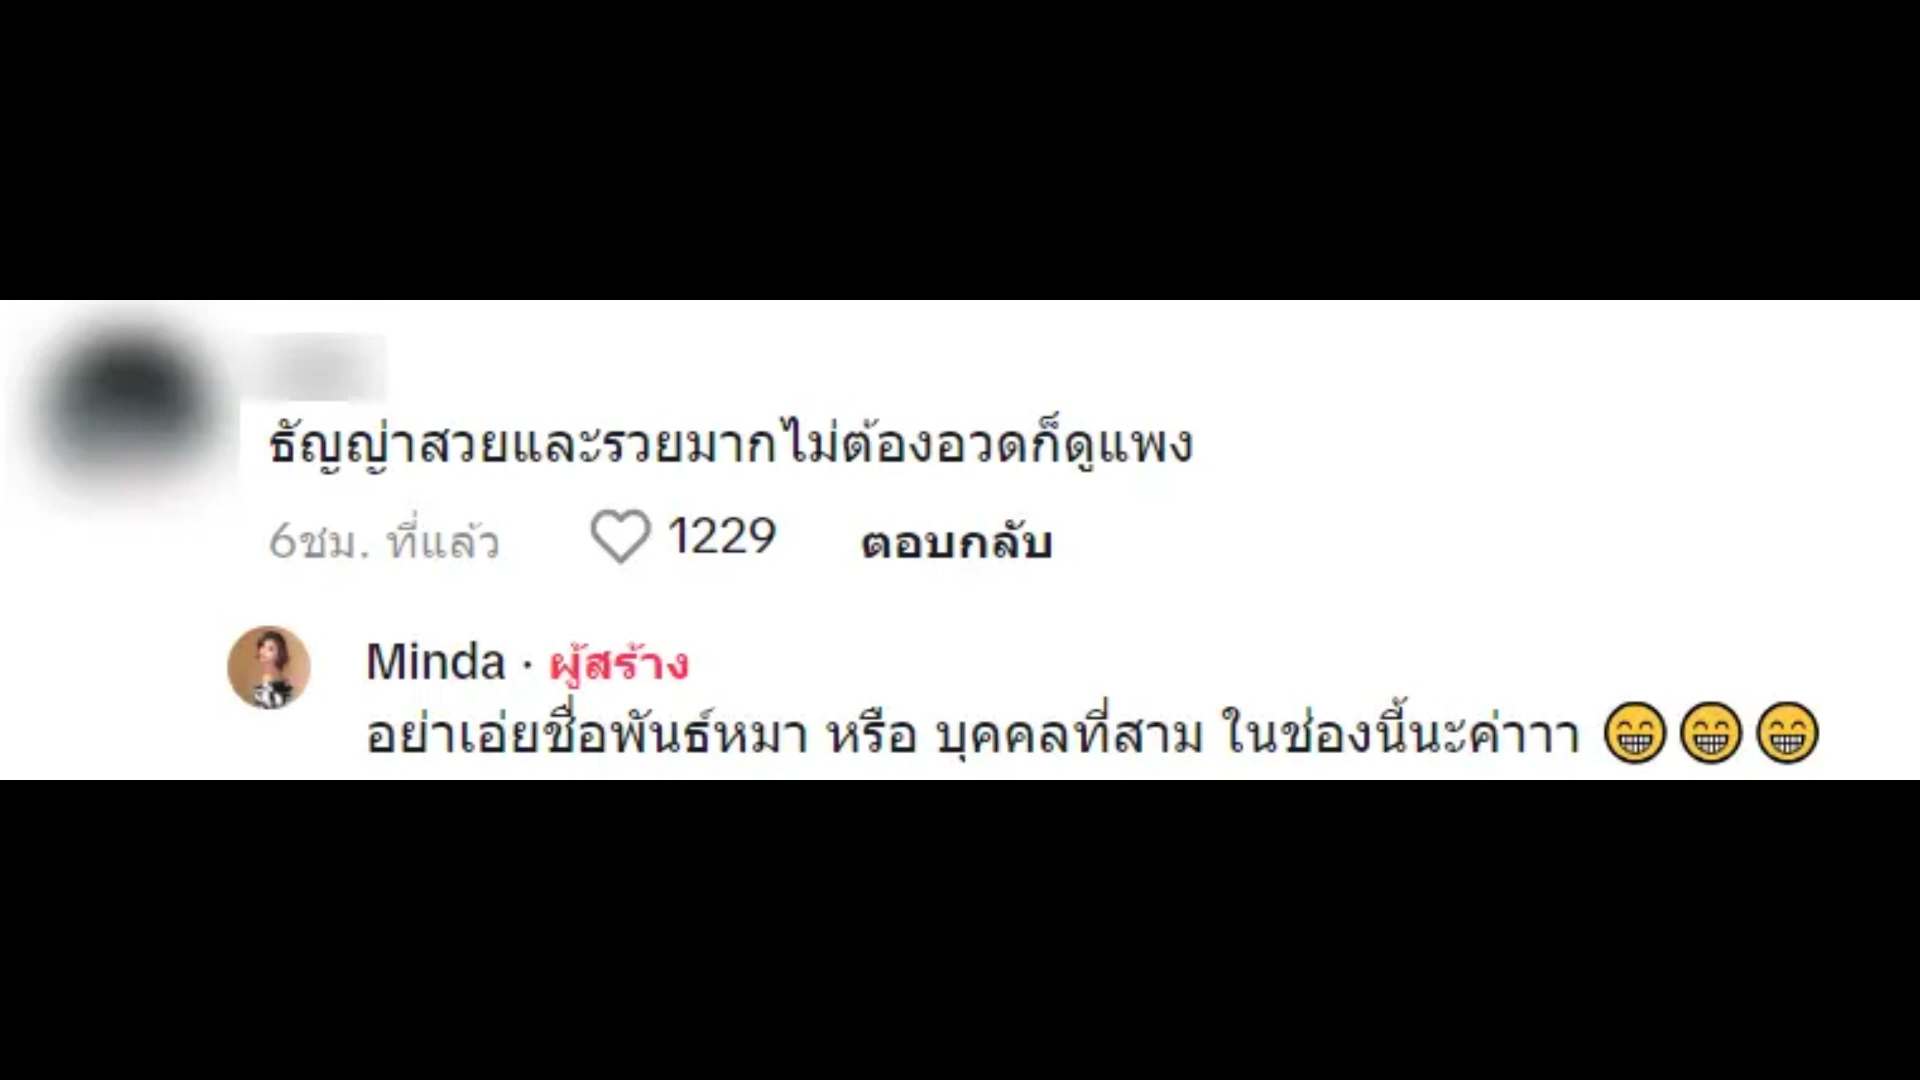 ธัญญ่าสวยและรวยมากไม่ต้องอวดก็ดูแพง
6ชม. ที่แล้ว 1229 ตอบกลับ
Minda · ผู้สร้าง
อย่าเอ่ยชื่อพันธ์หมา หรือ บุคคลที่สาม ในช่องนี้นะค่าาา 😁😁😁